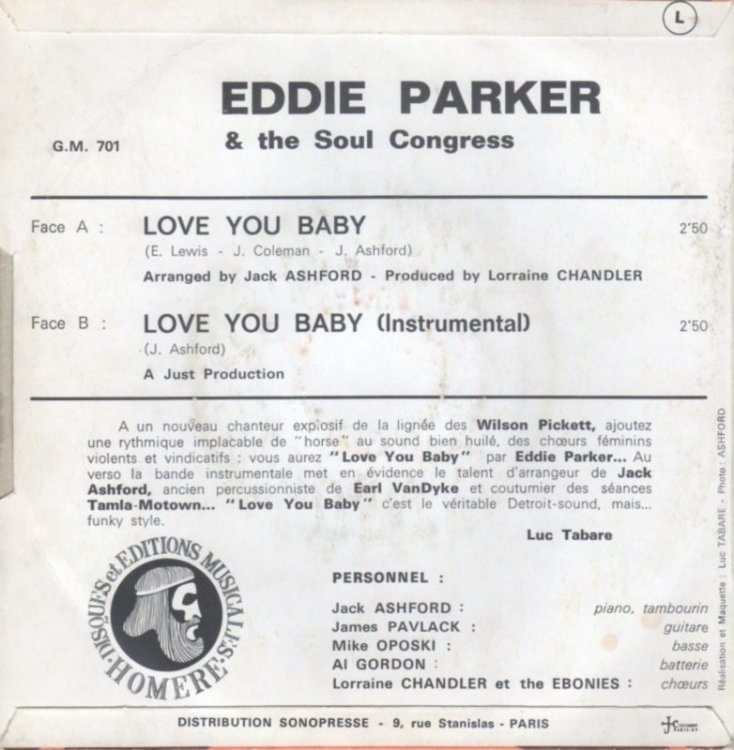 L
EDDIE PARKER
G.M. 701
& the Soul Congress
Face A : LOVE YOU BABY 2'50
(E. Lewis - J. Coleman - J. Ashford)
Arranged by Jack ASHFORD - Produced by Lorraine CHANDLER
Face B : LOVE YOU BABY (Instrumental) 2'50
(J. Ashford)
A Just Production
A un nouveau chanteur explosif de la lignée des Wilson Pickett, ajoutez
une rythmique implacable de "horse" au sound bien huilé, des chœurs féminins
violents et vindicatifs : vous aurez "Love You Baby" par Eddie Parker... Au
verso la bande instrumentale met en évidence le talent d'arrangeur de Jack
Ashford, ancien percussionniste de Earl VanDyke et coutumier des séances
Tamla-Motown... "Love You Baby" c'est le véritable Detroit-sound, mais...
funky style.
Luc Tabare
DISQUES et EDITIONS MUSICALES
HOMERE
PERSONNEL :
Jack ASHFORD : piano, tambourin
James PAVLACK : guitare
Mike OPOSKI : basse
Al GORDON : batterie
Lorraine CHANDLER et the EBONIES : chœurs
Réalisation et Maquette : Luc TABARE - Photo : ASHFORD
DISTRIBUTION SONOPRESSE - 9, rue Stanislas - PARIS